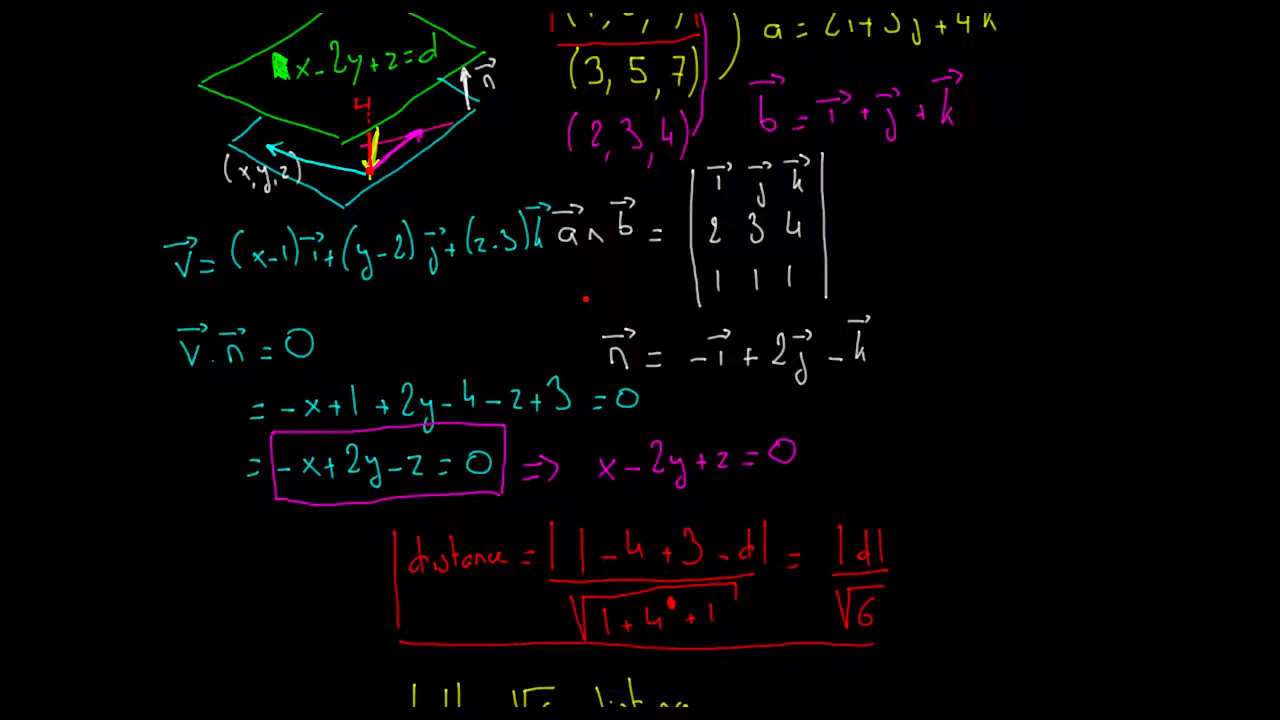 x-2y+z=d
a = 2i+3j+4k
(3, 5, 7)
n
4
b = i + j + k
(2, 3, 4)
(x,y,z)
i j k
a ∧ b = 2 3 4
1 1 1
v = (x-1)i+(y-2)j+(z-3)k
v.n = 0
n = -i + 2j - k
= -x+1+2y-4-z+3 = 0
= -x+2y-z = 0 => x-2y+z = 0
distance = |1-4+3-d| / √1+4+1 = |d| / √6